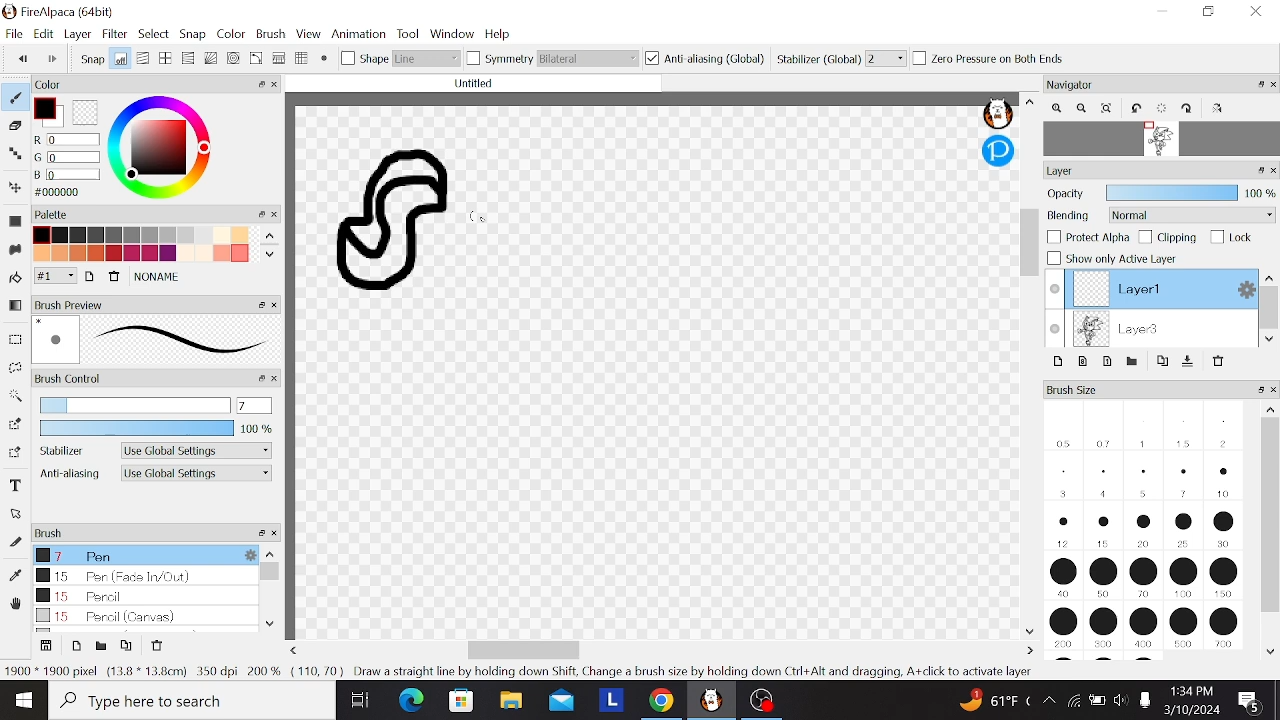 FireAlpaca (64bit)
File Edit Layer Filter Select Snap Color Brush View Animation Tool Window Help
Snap Shape Line Symmetry Bilateral Anti-aliasing (Global) Stabilizer (Global) 2 Zero Pressure on Both Ends
Color Untitled Navigator
R 0
G 0
B 0
#000000
Palette
#1 NONAME
Brush Preview
*
Brush Control
7
100 %
Stabilizer Use Global Settings
Anti-aliasing Use Global Settings
Brush
7 Pen
15 Pen (Fade In/Out)
15 Pencil
15 Pencil (Canvas)
Layer
Opacity 100 %
Blending Normal
Protect Alpha Clipping Lock
Show only Active Layer
Layer1
Layer3
Brush Size
0.5 0.7 1 1.5 2
3 4 5 7 10
12 15 20 25 30
40 50 70 100 150
200 300 400 500 700
1900 * 1900 pixel (13.8 * 13.8cm) 350 dpi 200 % ( 110, 70 ) Draw a straight line by holding down Shift, Change a brush size by holding down Ctrl+Alt and dragging, A+click to activate layer
Type here to search L 1 61°F 1:34 PM
3/10/2024 5